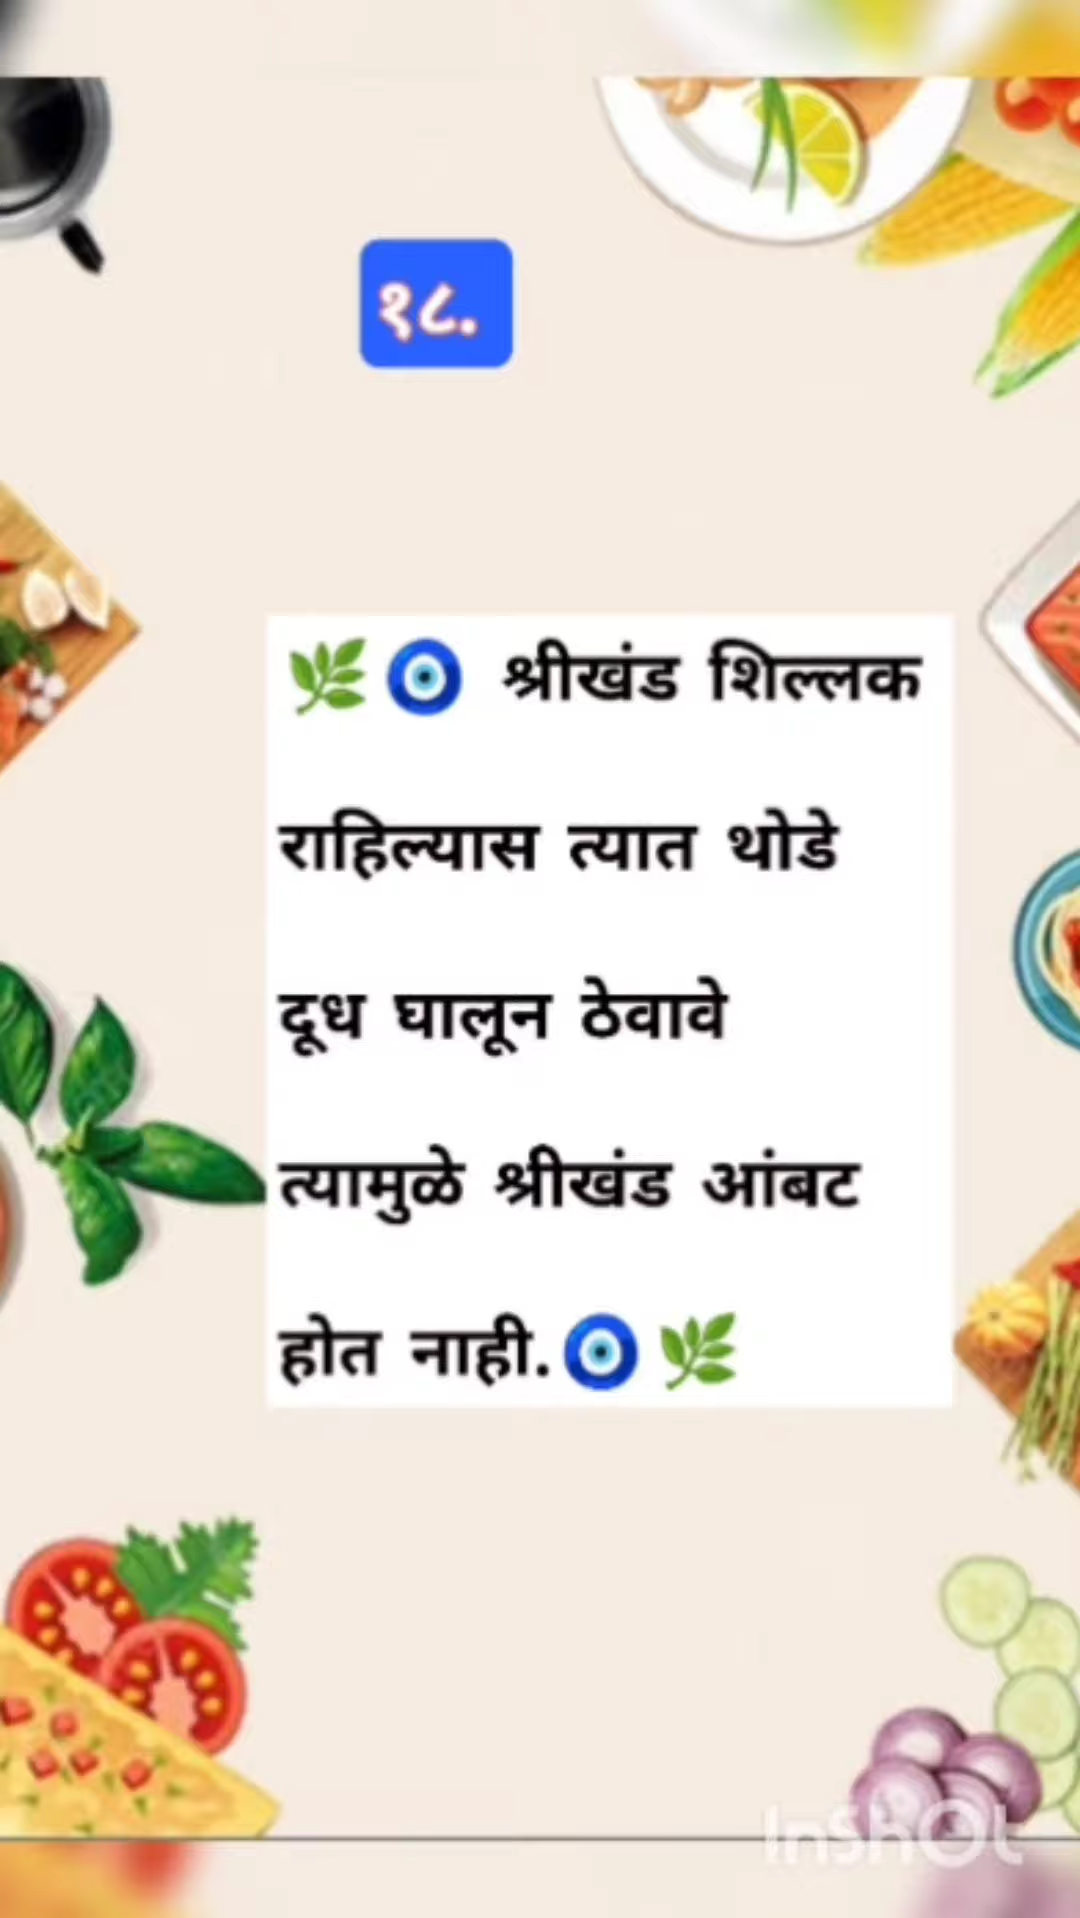 १८.
🌿🧿 श्रीखंड शिल्लक
राहिल्यास त्यात थोडे
दूध घालून ठेवावे
त्यामुळे श्रीखंड आंबट
होत नाही.🧿🌿
InShOt